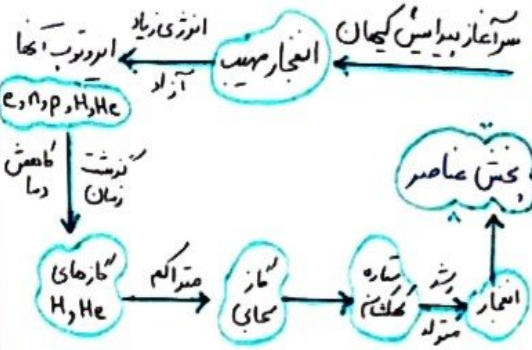 سرآغاز پیدایش کیهان
انفجار مهیب
انرژی زیاد
آزاد
ایزوتوپ آنها
e, n, p, H, He
گذشت زمان
کاهش دما
گازهای
H, He
متراکم
گاز
سحابی
ستاره
کهکشان
رشد
متولد
انفجار
پخش عناصر